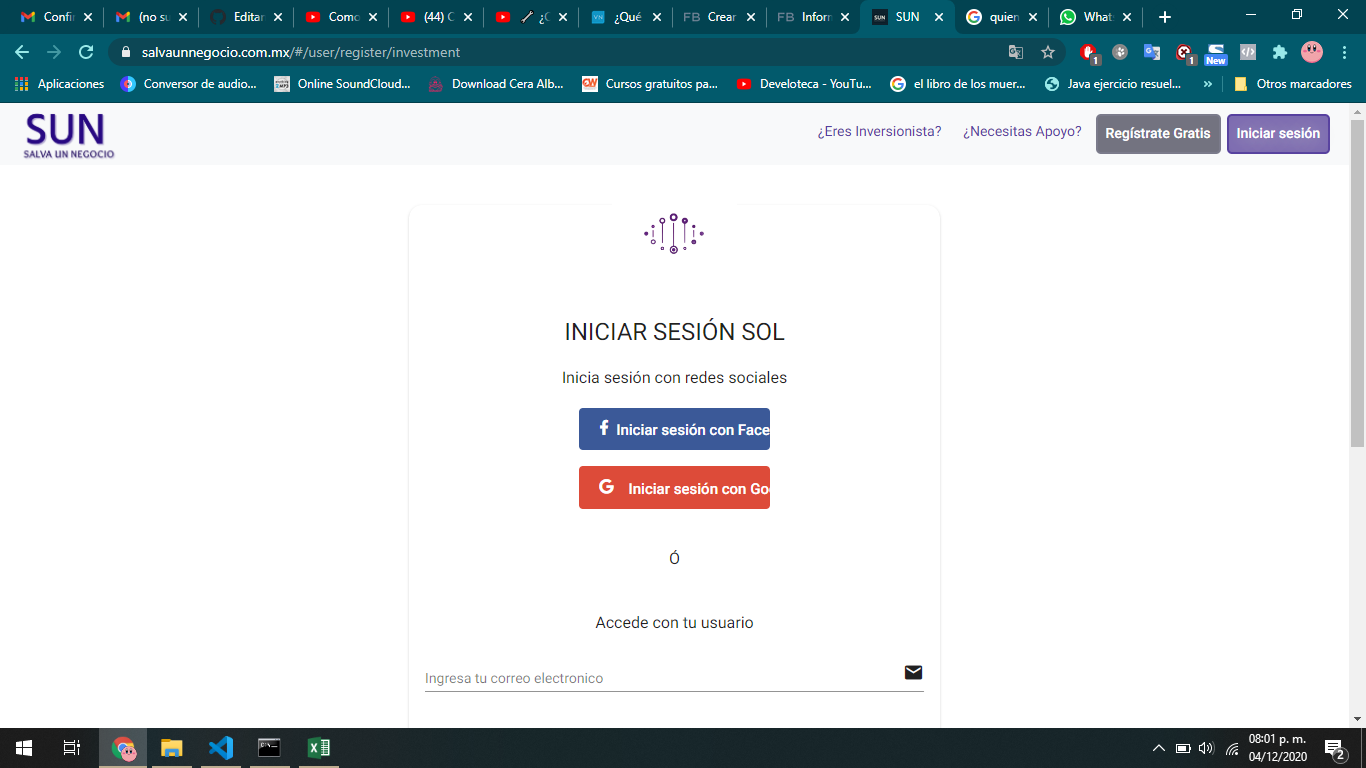 Confir
(no su
Editar
Como
(44) C
¿C
¿Qué
Crear
Inform
SUN
quien
Whats
salvaunnegocio.com.mx/#/user/register/investment
1
1
New
Aplicaciones
Conversor de audio...
Online SoundCloud...
Download Cera Alb...
Cursos gratuitos pa...
Develoteca - YouTu...
el libro de los muer...
Java ejercicio resuel...
»
Otros marcadores
SUN
SALVA UN NEGOCIO
¿Eres Inversionista?
¿Necesitas Apoyo?
Regístrate Gratis
Iniciar sesión
INICIAR SESIÓN SOL
Inicia sesión con redes sociales
Iniciar sesión con Face
Iniciar sesión con Go
Ó
Accede con tu usuario
Ingresa tu correo electronico
08:01 p. m.
04/12/2020
2